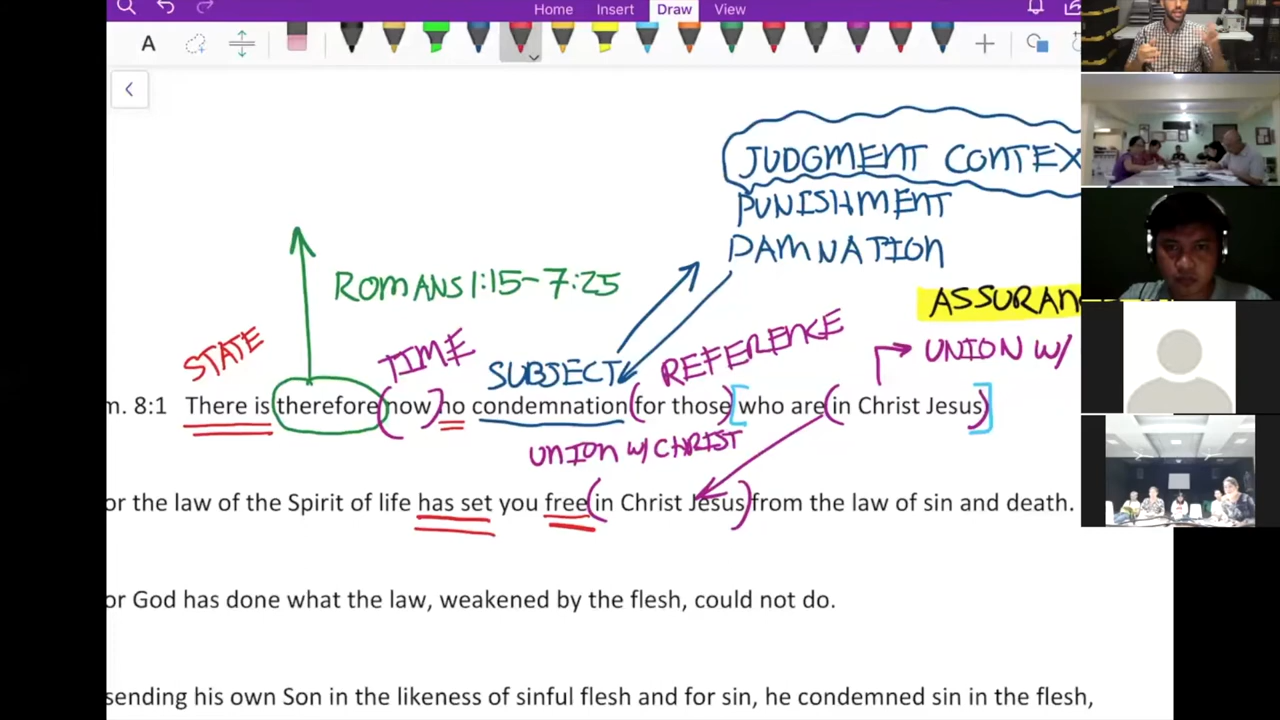 Home Insert Draw View
A
JUDGMENT CONTEX
PUNISHMENT
DAMNATION
ROMANS 1:15-7:25
ASSURAN
STATE
TIME
SUBJECT
REFERENCE
UNION W/
m. 8:1 There is therefore (now) no condemnation (for those) [who are (in Christ Jesus)]
UNION W/ CHRIST
or the law of the Spirit of life has set you free (in Christ Jesus) from the law of sin and death.
or God has done what the law, weakened by the flesh, could not do.
sending his own Son in the likeness of sinful flesh and for sin, he condemned sin in the flesh,